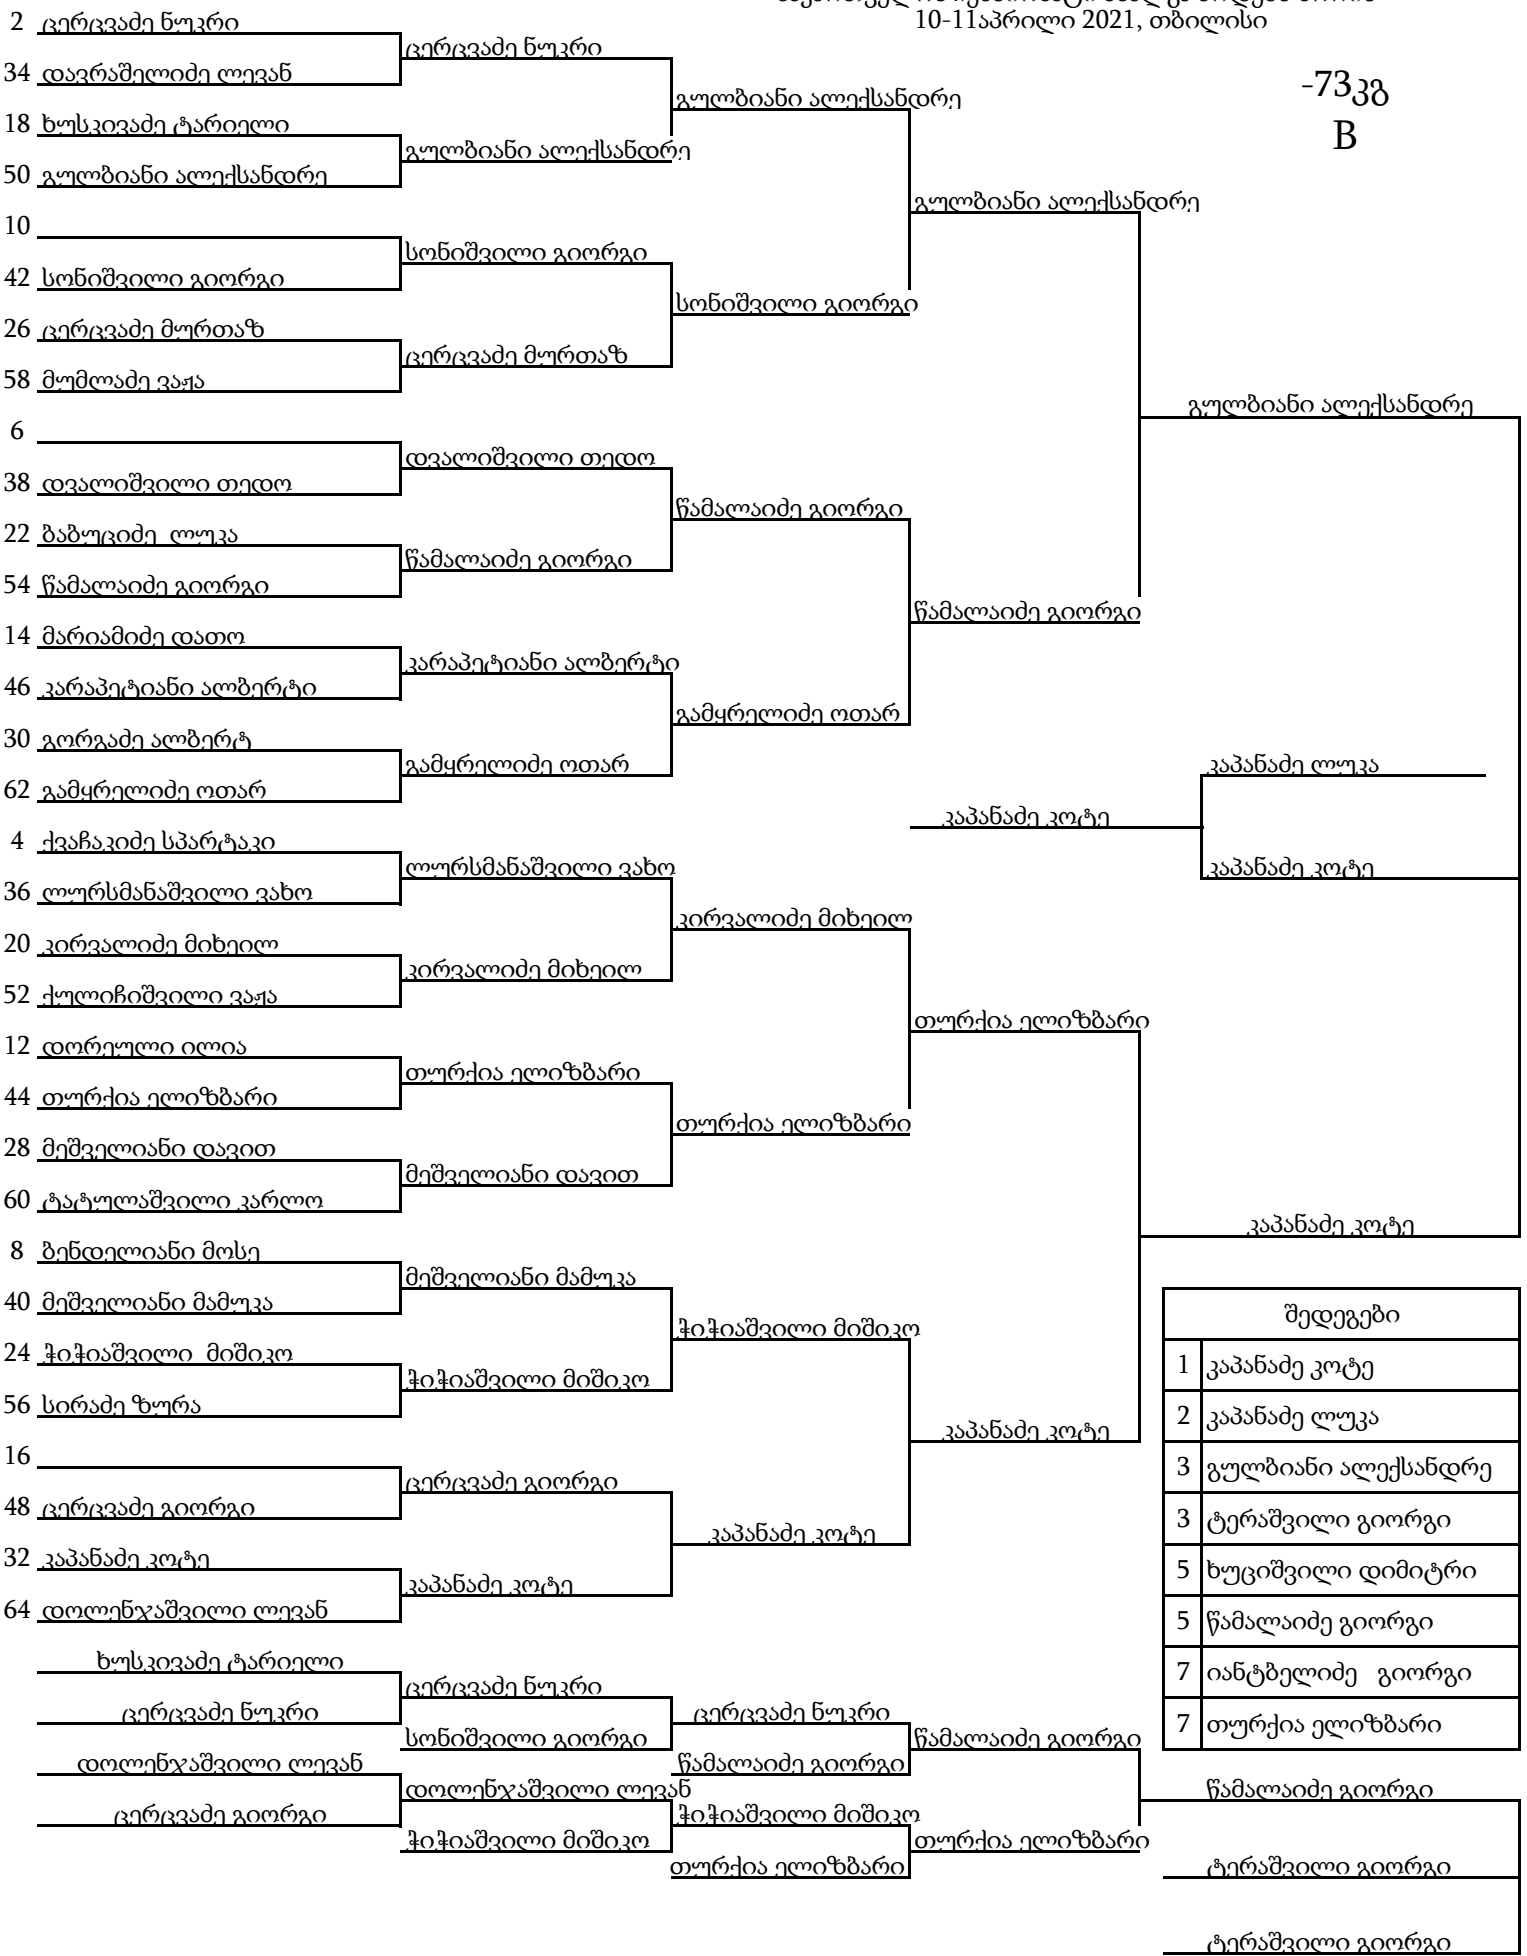 10-11აპრილი 2021, თბილისი
-73კგ
B
2 ცერცვაძე ნუკრი
34 დავრაშელიძე ლევან
18 ხუსკივაძე ტარიელი
50 გულბიანი ალექსანდრე
10
42 სონიშვილი გიორგი
26 ცერცვაძე მურთაზ
58 მუმლაძე ვაჟა
6
38 დვალიშვილი თედო
22 ბაბუციძე ლუკა
54 წამალაიძე გიორგი
14 მარიამიძე დათო
46 კარაპეტიანი ალბერტი
30 გორგაძე ალბერტ
62 გამყრელიძე ოთარ
4 ქვაჩაკიძე სპარტაკი
36 ლურსმანაშვილი ვახო
20 კირვალიძე მიხეილ
52 ქულიჩიშვილი ვაჟა
12 დორეული ილია
44 თურქია ელიზბარი
28 მეშველიანი დავით
60 ტატულაშვილი კარლო
8 ბენდელიანი მოსე
40 მეშველიანი მამუკა
24 ჭიჭიაშვილი მიშიკო
56 სირაძე ზურა
16
48 ცერცვაძე გიორგი
32 კაპანაძე კოტე
64 დოლენჯაშვილი ლევან
ცერცვაძე ნუკრი
გულბიანი ალექსანდრე
სონიშვილი გიორგი
ცერცვაძე მურთაზ
დვალიშვილი თედო
წამალაიძე გიორგი
კარაპეტიანი ალბერტი
გამყრელიძე ოთარ
ლურსმანაშვილი ვახო
კირვალიძე მიხეილ
თურქია ელიზბარი
მეშველიანი დავით
მეშველიანი მამუკა
ჭიჭიაშვილი მიშიკო
ცერცვაძე გიორგი
კაპანაძე კოტე
გულბიანი ალექსანდრე
სონიშვილი გიორგი
წამალაიძე გიორგი
გამყრელიძე ოთარ
კირვალიძე მიხეილ
თურქია ელიზბარი
ჭიჭიაშვილი მიშიკო
კაპანაძე კოტე
გულბიანი ალექსანდრე
წამალაიძე გიორგი
თურქია ელიზბარი
კაპანაძე კოტე
გულბიანი ალექსანდრე
კაპანაძე კოტე
კაპანაძე ლუკა
კაპანაძე კოტე
კაპანაძე კოტე
შედეგები
1 კაპანაძე კოტე
2 კაპანაძე ლუკა
3 გულბიანი ალექსანდრე
3 ტერაშვილი გიორგი
5 ხუციშვილი დიმიტრი
5 წამალაიძე გიორგი
7 იანტბელიძე გიორგი
7 თურქია ელიზბარი
ხუსკივაძე ტარიელი
ცერცვაძე ნუკრი
დოლენჯაშვილი ლევან
ცერცვაძე გიორგი
ცერცვაძე ნუკრი
სონიშვილი გიორგი
დოლენჯაშვილი ლევან
ჭიჭიაშვილი მიშიკო
ცერცვაძე ნუკრი
წამალაიძე გიორგი
ჭიჭიაშვილი მიშიკო
თურქია ელიზბარი
წამალაიძე გიორგი
თურქია ელიზბარი
წამალაიძე გიორგი
ტერაშვილი გიორგი
ტერაშვილი გიორგი